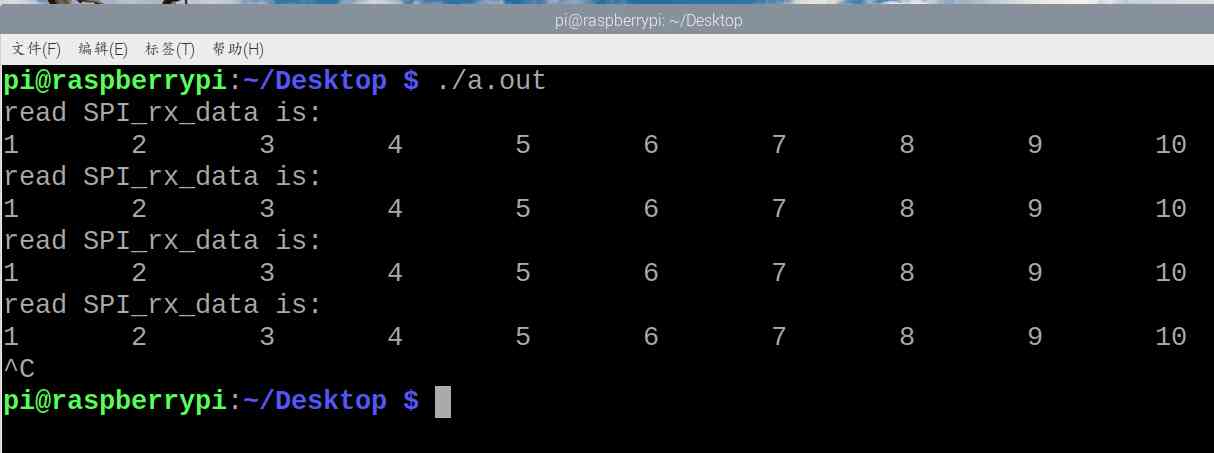 pi@raspberrypi: ~/Desktop
文件(F) 编辑(E) 标签(T) 帮助(H)
pi@raspberrypi:~/Desktop $ ./a.out
read SPI_rx_data is:
1 2 3 4 5 6 7 8 9 10
read SPI_rx_data is:
1 2 3 4 5 6 7 8 9 10
read SPI_rx_data is:
1 2 3 4 5 6 7 8 9 10
read SPI_rx_data is:
1 2 3 4 5 6 7 8 9 10
^C
pi@raspberrypi:~/Desktop $